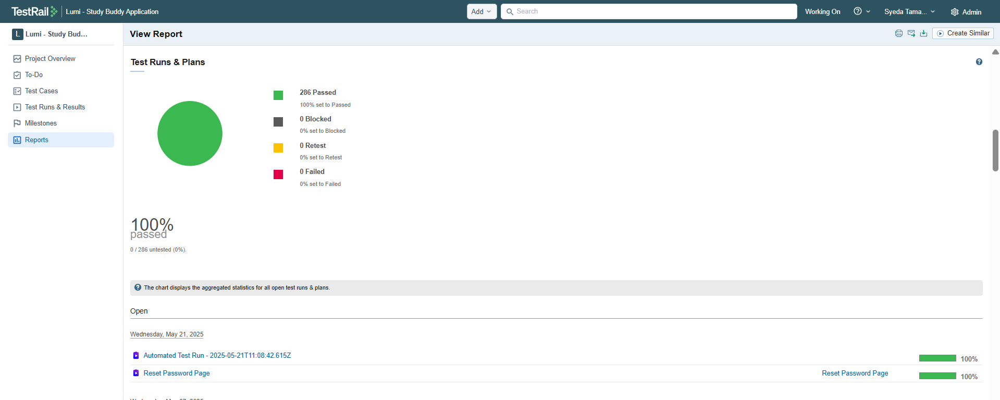 TestRail Lumi - Study Buddy Application Add Search Working On Syeda Tama... Admin
L Lumi - Study Bud...
View Report
Create Similar
Project Overview
To-Do
Test Cases
Test Runs & Results
Milestones
Reports
Test Runs & Plans
286 Passed
100% set to Passed
0 Blocked
0% set to Blocked
0 Retest
0% set to Retest
0 Failed
0% set to Failed
100%
passed
0 / 286 untested (0%).
The chart displays the aggregated statistics for all open test runs & plans.
Open
Wednesday, May 21, 2025
Automated Test Run - 2025-05-21T11:08:42.615Z 100%
Reset Password Page Reset Password Page 100%